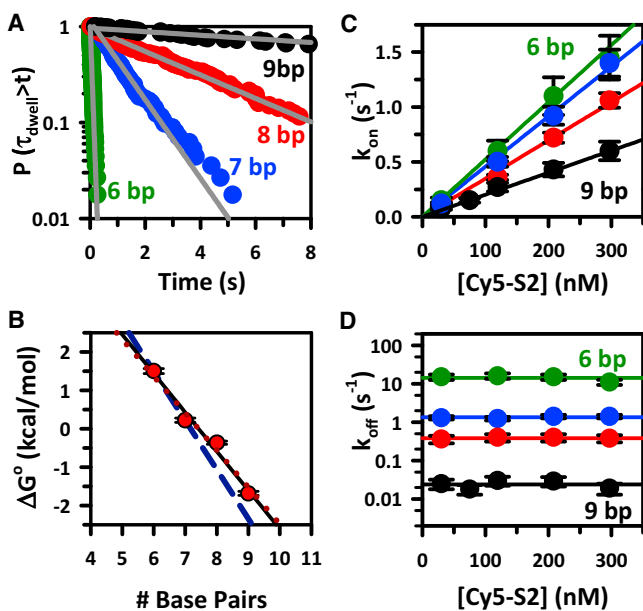 A
P (τdwell>t)
1
0.1
0.01
9bp
8 bp
7 bp
6 bp
0 2 4 6 8
Time (s)
B
ΔG° (kcal/mol)
2
1
0
-1
-2
4 5 6 7 8 9 10 11
# Base Pairs
C
kon (s-1)
1.5
1.0
0.5
0.0
6 bp
9 bp
0 100 200 300
[Cy5-S2] (nM)
D
koff (s-1)
100
10
1
0.1
0.01
6 bp
9 bp
0 100 200 300
[Cy5-S2] (nM)